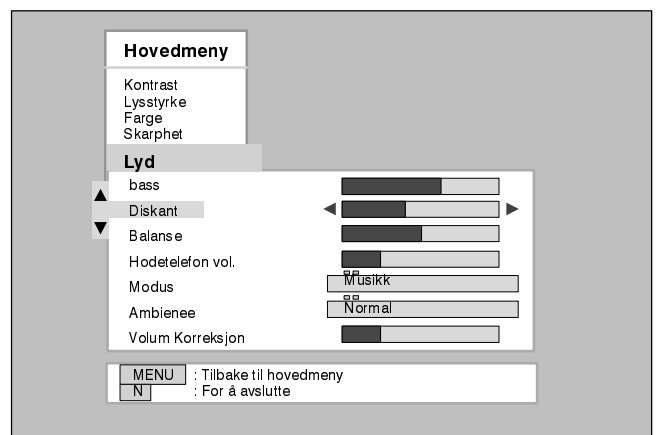 Hovedmeny
Kontrast
Lysstyrke
Farge
Skarphet
Lyd
bass
Diskant
Balanse
Hodetelefon vol.
Modus Musikk
Ambienee Normal
Volum Korreksjon
MENU : Tilbake til hovedmeny
N : For å avslutte